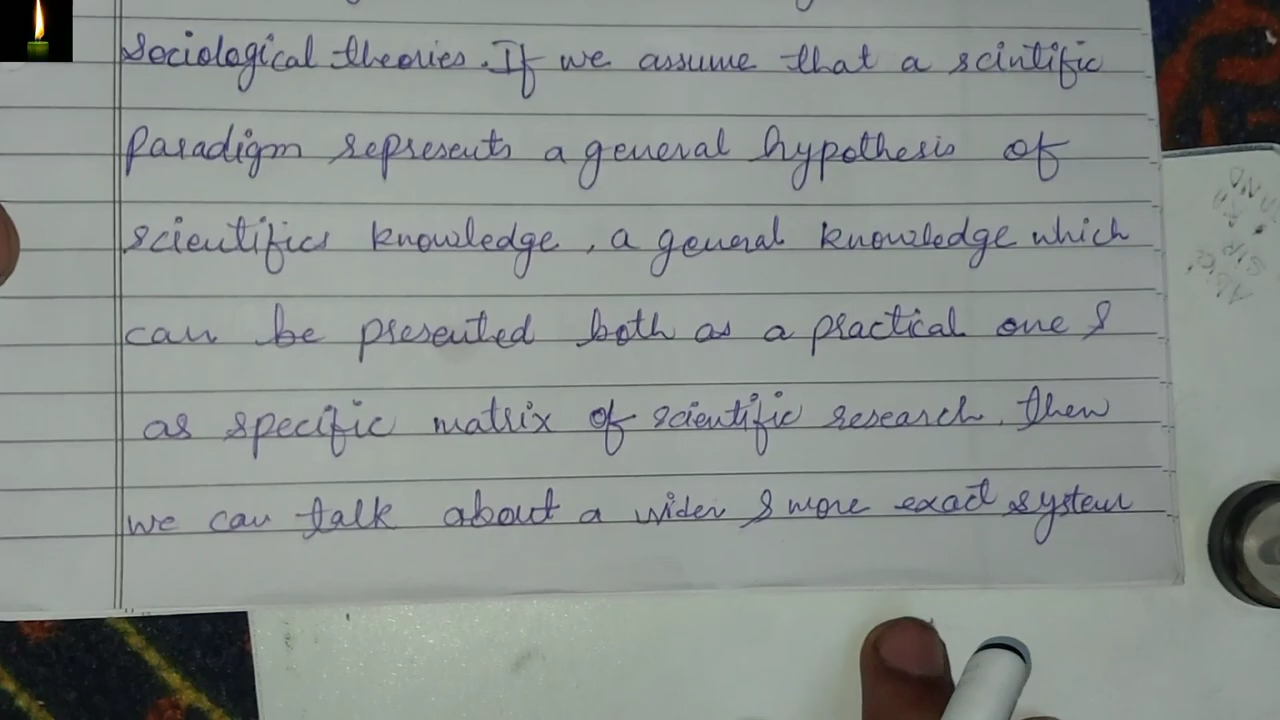 sociological theories. If we assume that a scintific
paradigm represents a general hypothesis of
scientifics knowledge, a general knowledge which
can be presented both as a practical one &
as specific matrix of scientific research, then
we can talk about a wider & more exact system